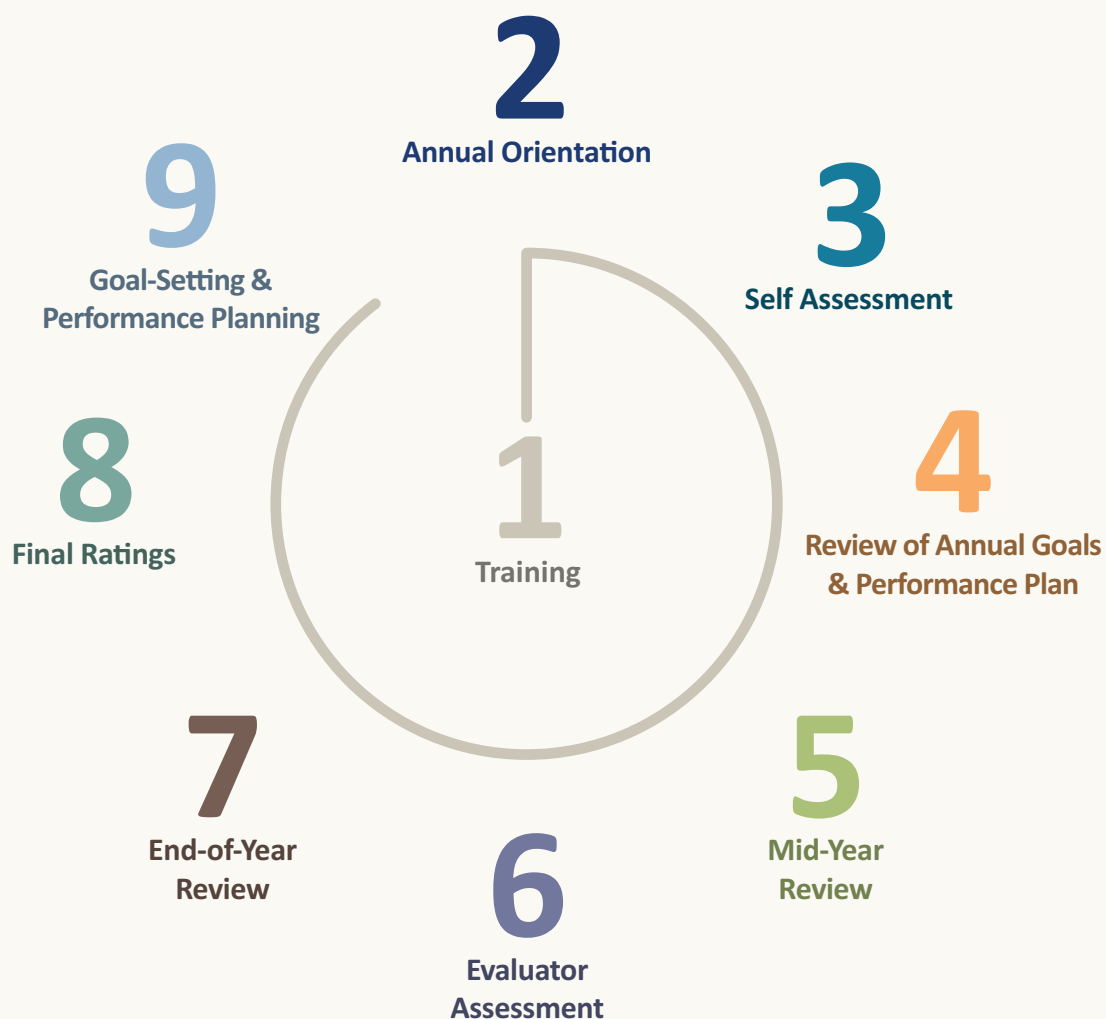 1
Training
2
Annual Orientation
3
Self Assessment
4
Review of Annual Goals
& Performance Plan
5
Mid-Year
Review
6
Evaluator
Assessment
7
End-of-Year
Review
8
Final Ratings
9
Goal-Setting &
Performance Planning